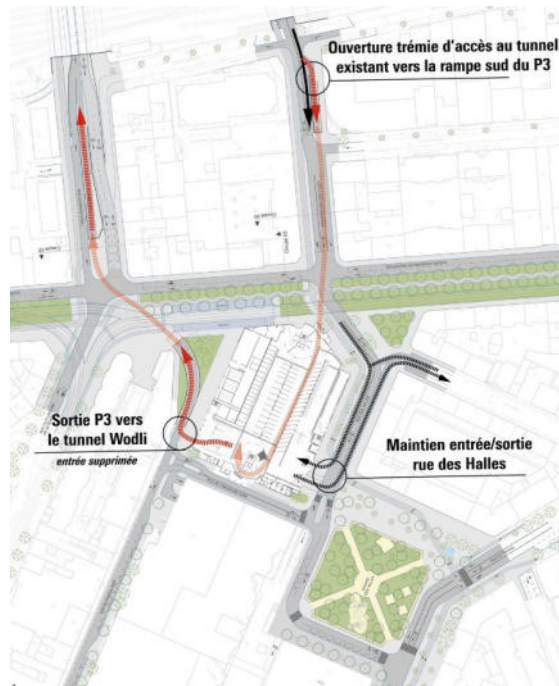 Ouverture trémie d'accès au tunnel
existant vers la rampe sud du P3
Sortie P3 vers
le tunnel Wodli
entrée supprimée
Maintien entrée/sortie
rue des Halles